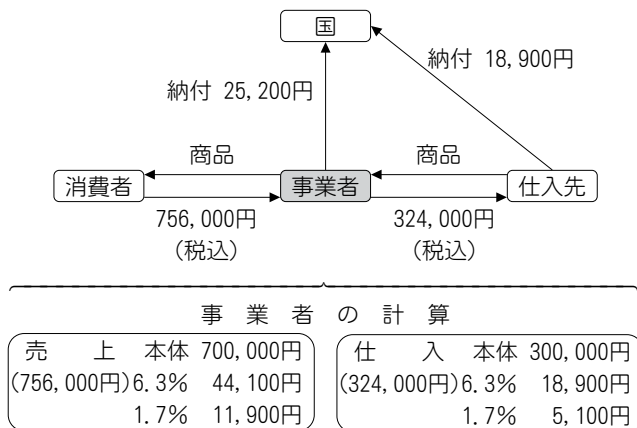 国
納付 18,900円
納付 25,200円
商品
商品
消費者
事業者
仕入先
756,000円
(税込)
324,000円
(税込)
事業者の計算
売上 本体 700,000円
(756,000円)6.3% 44,100円
1.7% 11,900円
仕入 本体 300,000円
(324,000円)6.3% 18,900円
1.7% 5,100円